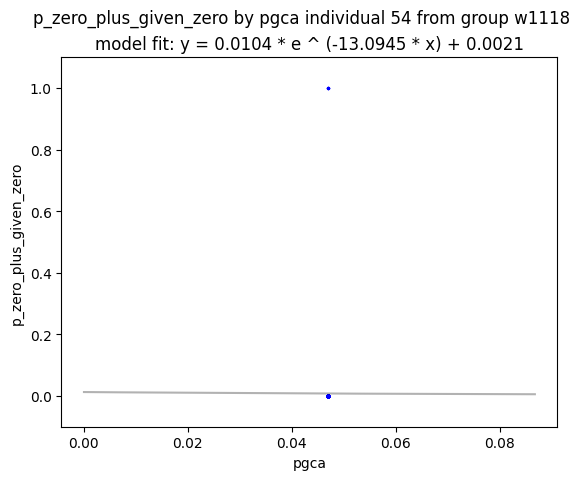 p_zero_plus_given_zero by pgca individual 54 from group w1118
model fit: y = 0.0104 * e ^ (-13.0945 * x) + 0.0021
1.0
0.8
0.6
0.4
0.2
0.0
p_zero_plus_given_zero
0.00 0.02 0.04 0.06 0.08
pgca